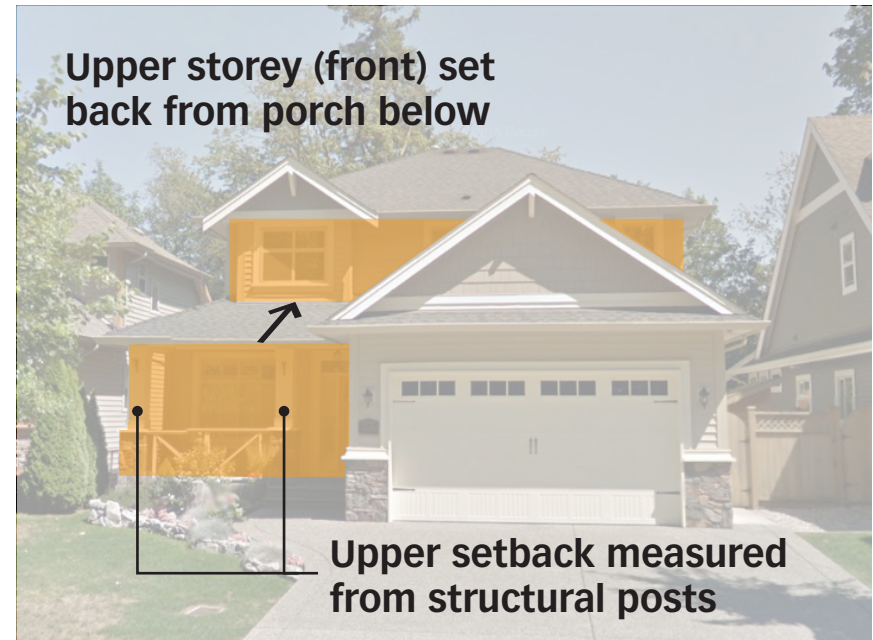 Upper storey (front) set
back from porch below
Upper setback measured
from structural posts